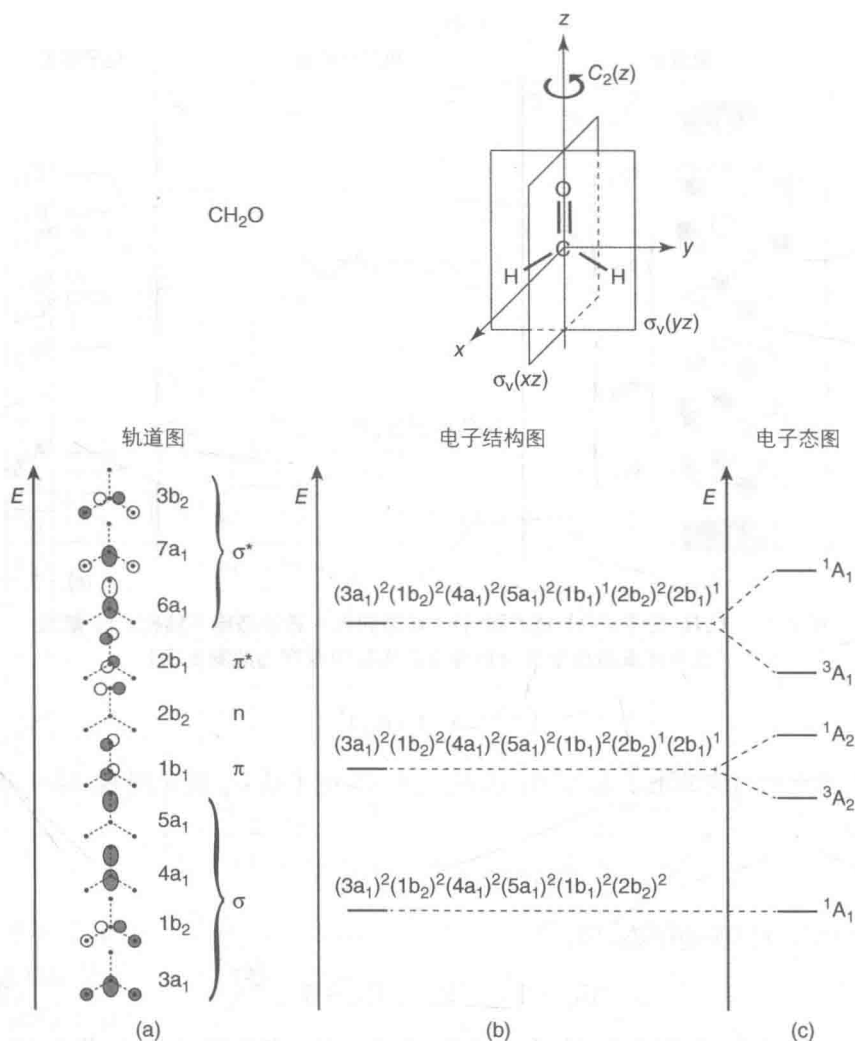 z
C₂(z)
CH₂O
O
C
H
H
y
x
σᵥ(yz)
σᵥ(xz)
轨道图
电子结构图
电子态图
E
3b₂
7a₁
σ*
6a₁
2b₁
π*
2b₂
n
1b₁
π
5a₁
4a₁
σ
1b₂
3a₁
(a)
E
(3a₁)²(1b₂)²(4a₁)²(5a₁)²(1b₁)¹(2b₂)²(2b₁)¹
(3a₁)²(1b₂)²(4a₁)²(5a₁)²(1b₁)²(2b₂)¹(2b₁)¹
(3a₁)²(1b₂)²(4a₁)²(5a₁)²(1b₁)²(2b₂)²
(b)
E
¹A₁
³A₁
¹A₂
³A₂
¹A₁
(c)